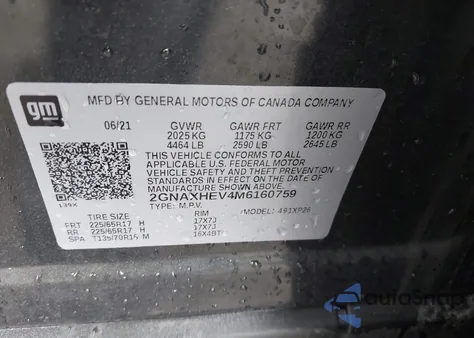 gm
MFD BY GENERAL MOTORS OF CANADA COMPANY
06/21 GVWR GAWR FRT GAWR RR
2025 KG 1175 KG 1200 KG
4464 LB 2590 LB 2645 LB
THIS VEHICLE CONFORMS TO ALL
APPLICABLE U.S. FEDERAL MOTOR
VEHICLE SAFETY AND THEFT PREVENTION
STANDARDS IN EFFECT ON THE DATE
OF MANUFACTURE SHOWN ABOVE.
139X 2GNAXHEV4M6160759
TYPE: M.P.V. MODEL: 491XP26
TIRE SIZE RIM
FRT 225/65R17 H 17X7J
RR 225/65R17 H 17X7J
SPA T135/70R16 M 16X4BT
autoSnap